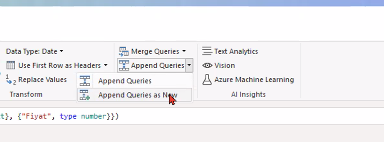 Data Type: Date
Merge Queries
Text Analytics
Use First Row as Headers
Append Queries
Vision
Replace Values
Append Queries
Azure Machine Learning
Transform
Append Queries as New
AI Insights
t}, {"Fiyat", type number}})